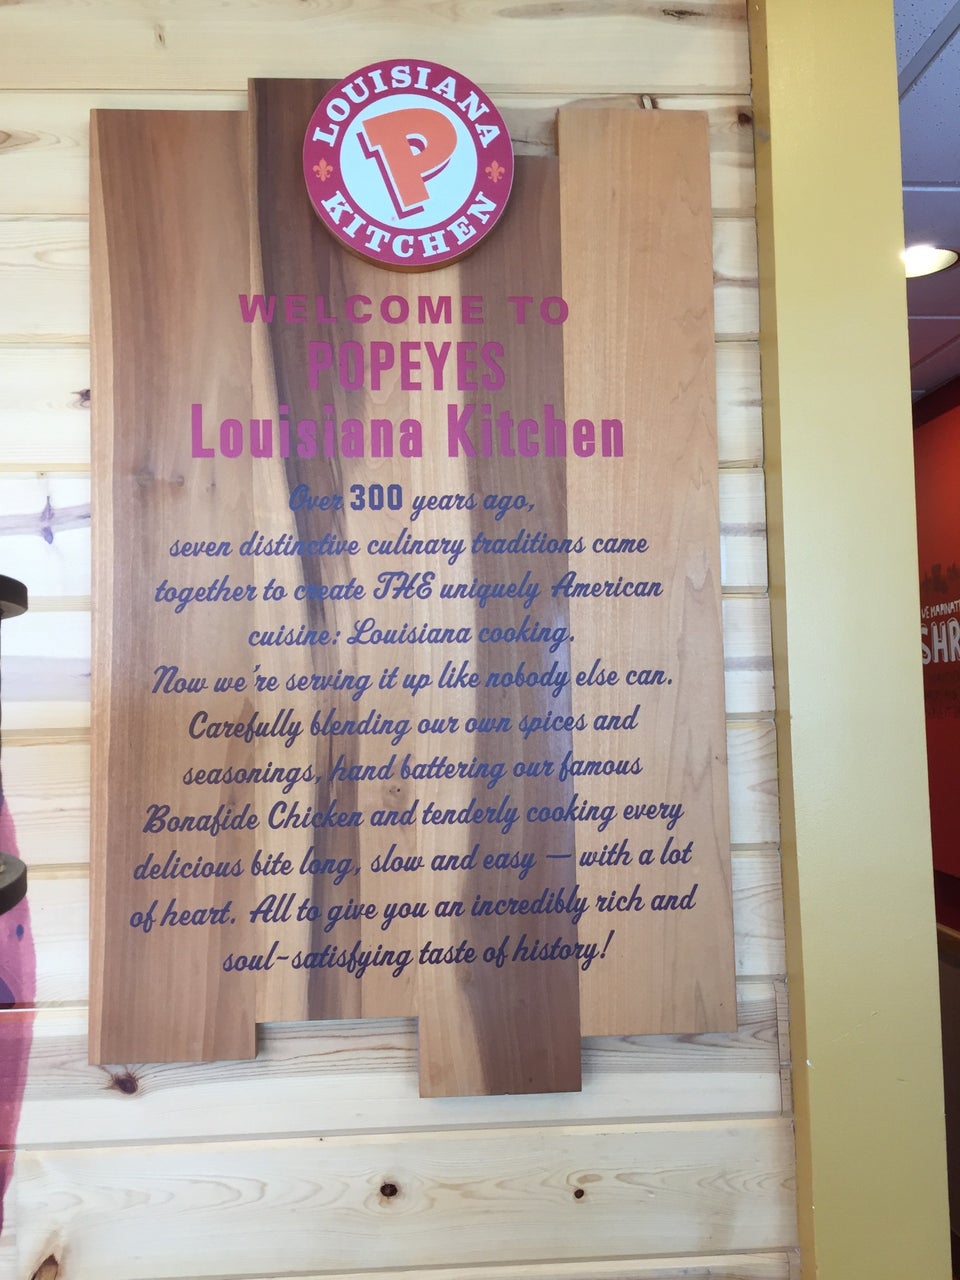 LOUISIANA
P
KITCHEN
WELCOME TO
POPEYES
Louisiana Kitchen
Over 300 years ago,
seven distinctive culinary traditions came
together to create THE uniquely American
cuisine: Louisiana cooking.
Now we're serving it up like nobody else can.
Carefully blending our own spices and
seasonings, hand battering our famous
Bonafide Chicken and tenderly cooking every
delicious bite long, slow and easy — with a lot
of heart. All to give you an incredibly rich and
soul-satisfying taste of history!